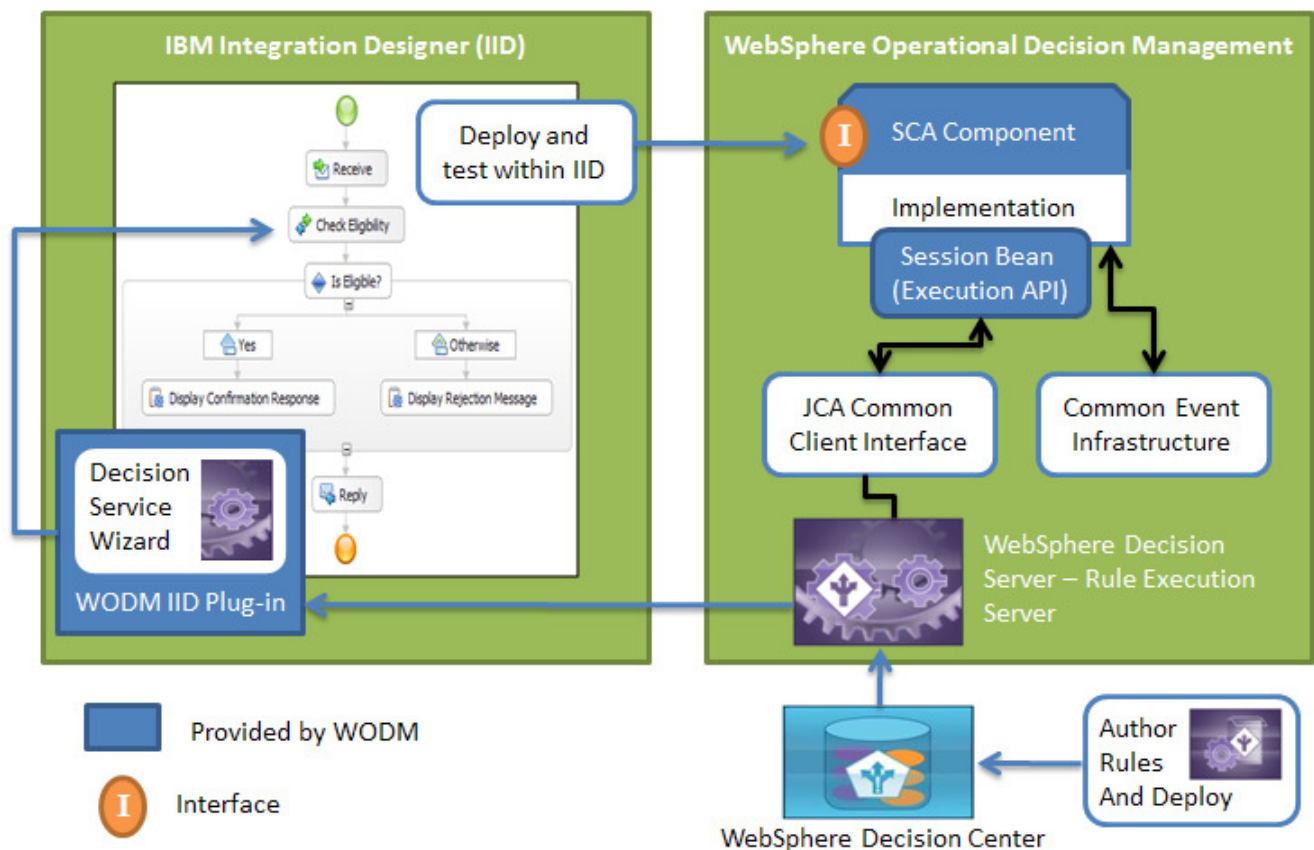 IBM Integration Designer (IID)
Receive
Check Eligibility
Is Eligible?
Yes
Otherwise
Display Confirmation Response
Display Rejection Message
Reply
Deploy and
test within IID
Decision
Service
Wizard
WODM IID Plug-in
WebSphere Operational Decision Management
I
SCA Component
Implementation
Session Bean
(Execution API)
JCA Common
Client Interface
Common Event
Infrastructure
WebSphere Decision
Server – Rule Execution
Server
Provided by WODM
I
Interface
Author
Rules
And Deploy
WebSphere Decision Center